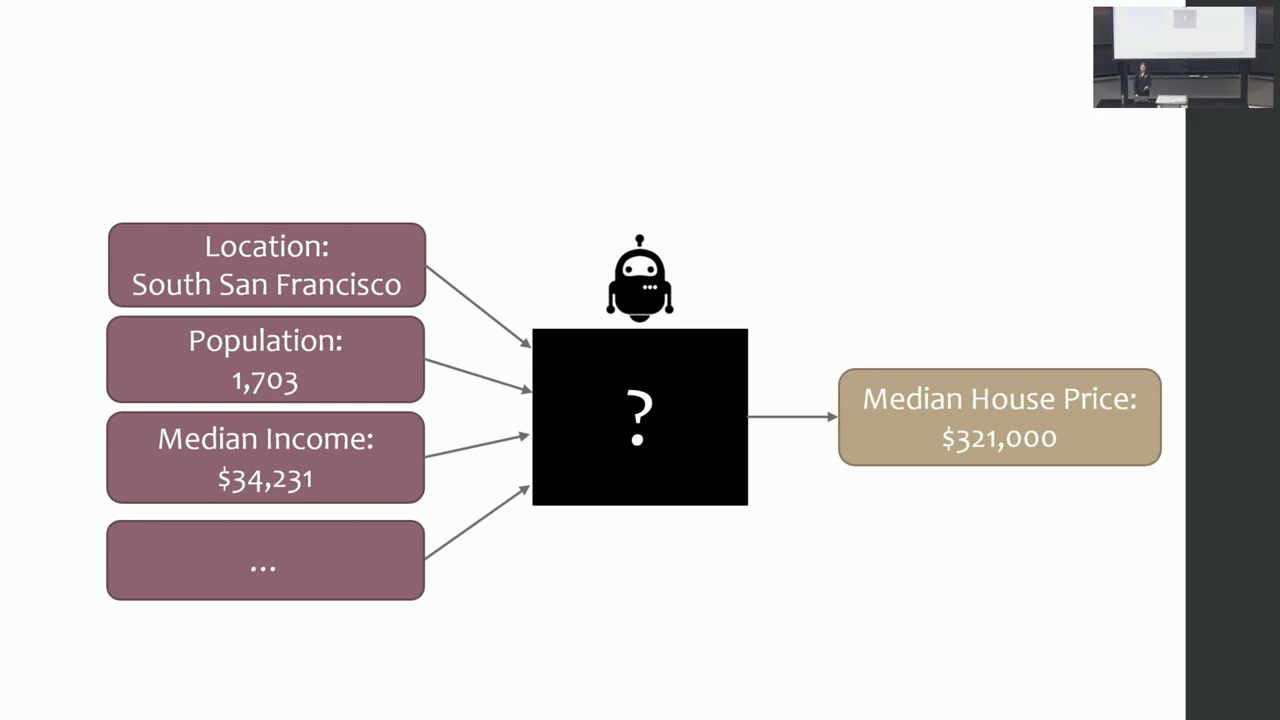 Location:
South San Francisco
Population:
1,703
Median Income:
$34,231
...
?
Median House Price:
$321,000